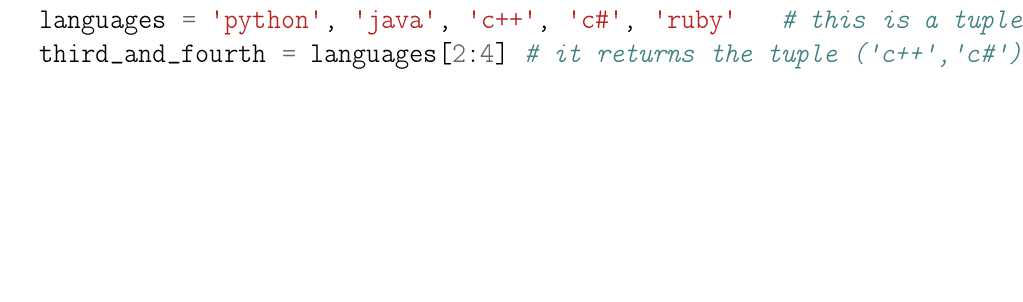 languages = 'python', 'java', 'c++', 'c#', 'ruby'   # this is a tuple
third_and_fourth = languages[2:4] # it returns the tuple ('c++','c#')